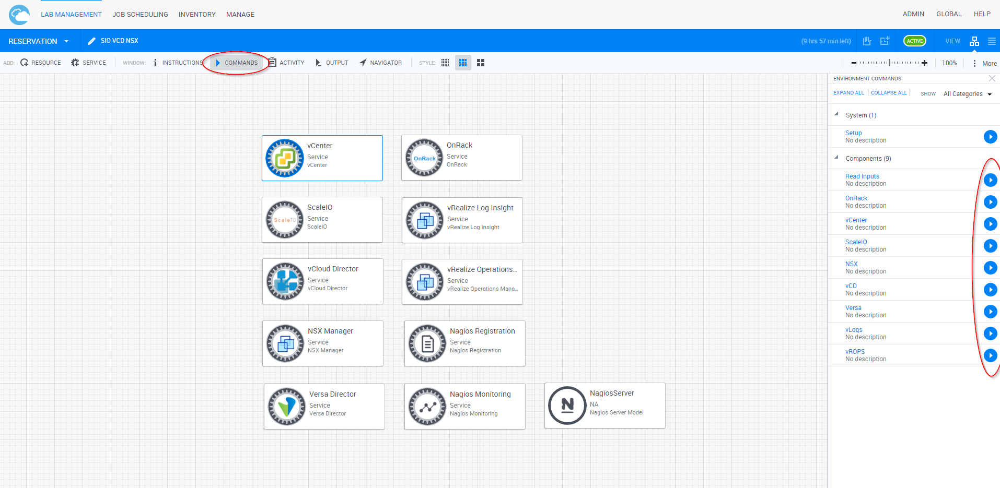 LAB MANAGEMENT JOB SCHEDULING INVENTORY MANAGE ADMIN GLOBAL HELP
RESERVATION SIO VCD NSX (9 hrs 57 min left) ACTIVE VIEW
ADD: RESOURCE SERVICE WINDOW: INSTRUCTIONS COMMANDS ACTIVITY OUTPUT NAVIGATOR STYLE: 100% More
vCenter
Service
vCenter
OnRack
OnRack
Service
OnRack
ScaleIO
ScaleIO
Service
ScaleIO
vRealize Log Insight
Service
vRealize Log Insight
vCloud Director
Service
vCloud Director
vRealize Operations...
Service
vRealize Operations Mana...
NSX Manager
Service
NSX Manager
Nagios Registration
Service
Nagios Registration
Versa Director
Service
Versa Director
Nagios Monitoring
Service
Nagios Monitoring
N
NagiosServer
NA
Nagios Server Model
ENVIRONMENT COMMANDS
EXPAND ALL COLLAPSE ALL SHOW All Categories
System (1)
Setup
No description
Components (9)
Read Inputs
No description
OnRack
No description
vCenter
No description
ScaleIO
No description
NSX
No description
vCD
No description
Versa
No description
vLogs
No description
vROPS
No description